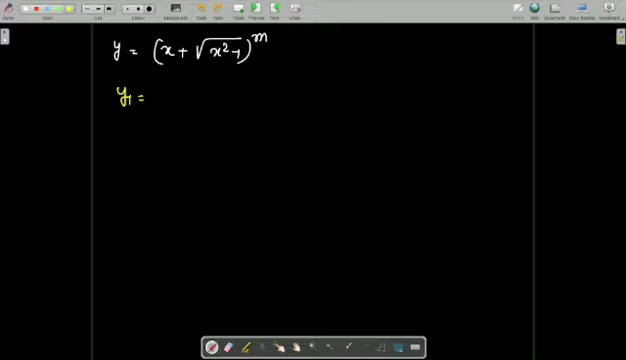 y = (x + √(x²-1))^m
y₁ =